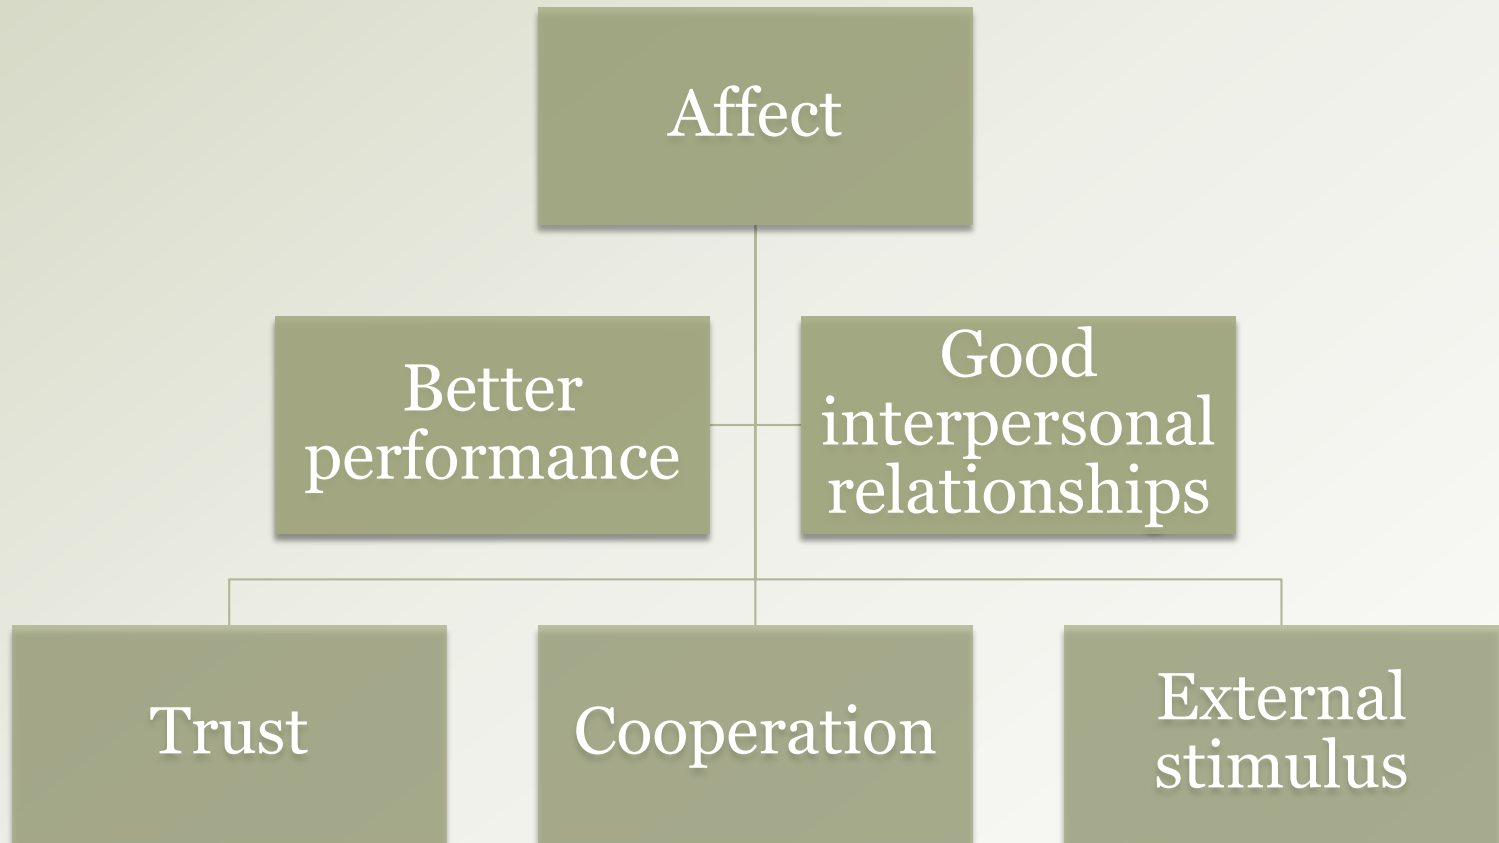 Affect
Better
performance
Good
interpersonal
relationships
Trust
Cooperation
External
stimulus